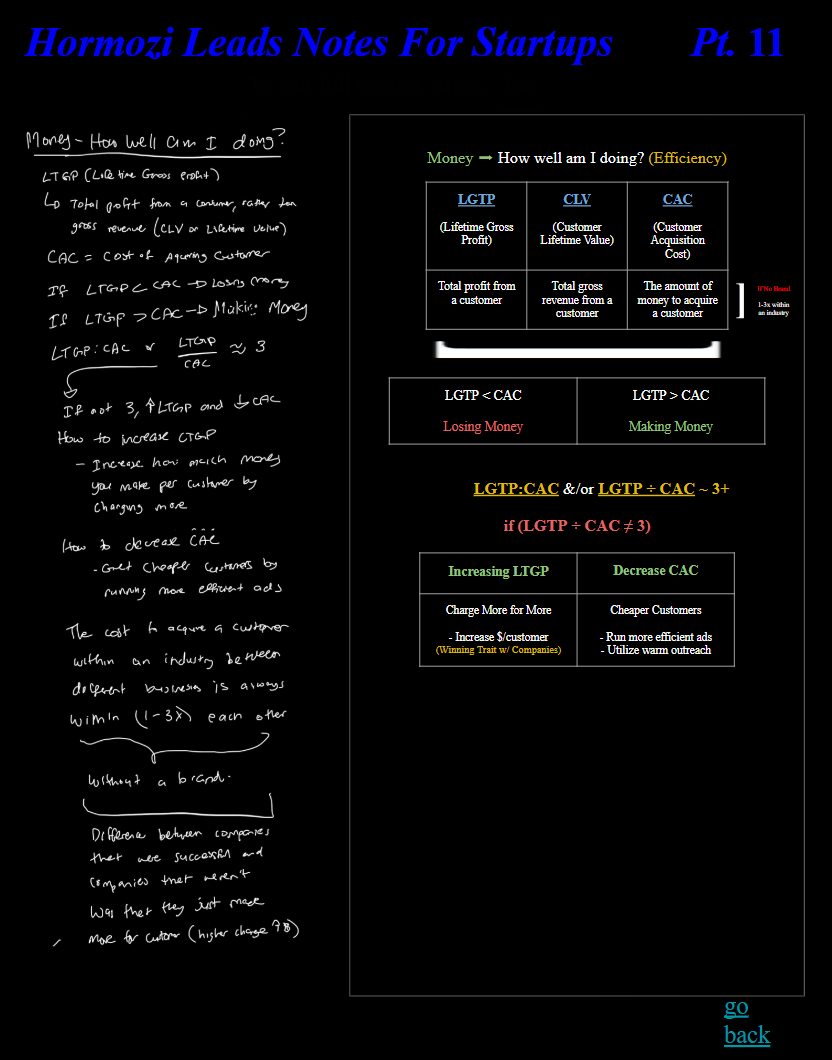 Hormozi Leads Notes For Startups Pt. 11
Money - How well am I doing?
LTGP (Lifetime Gross Profit)
Total profit from a consumer, rather than
gross revenue (CLV or Lifetime Value)
CAC = Cost of Aquering Customer
If LTGP < CAC → Losing money
If LTGP > CAC → Making Money
LTGP:CAC or LTGP/CAC ≈ 3
If not 3, ↑ LTGP and ↓ CAC
How to increase LTGP
- Increase how much money
you make per customer by
charging more
How to decrease CAC
- Get cheaper customers by
running more efficient ads
The cost to acquire a customer
within an industry between
different businesses is always
within (1-3x) each other
without a brand.
Difference between companies
that were successful and
companies that weren't
was that they just made
more for customer (higher charge
Money → How well am I doing? (Efficiency)
LGTP CLV CAC
(Lifetime Gross (Customer (Customer
Profit) Lifetime Value) Acquisition
Cost)
Total profit from Total gross The amount of
a customer revenue from a money to acquire
customer a customer
If No Brand
1-3x within
an industry
LGTP < CAC LGTP > CAC
Losing Money Making Money
LGTP:CAC &/or LGTP ÷ CAC ~ 3+
if (LGTP ÷ CAC ≠ 3)
Increasing LTGP Decrease CAC
Charge More for More Cheaper Customers
- Increase $/customer - Run more efficient ads
(Winning Trait w/ Companies) - Utilize warm outreach
go
back